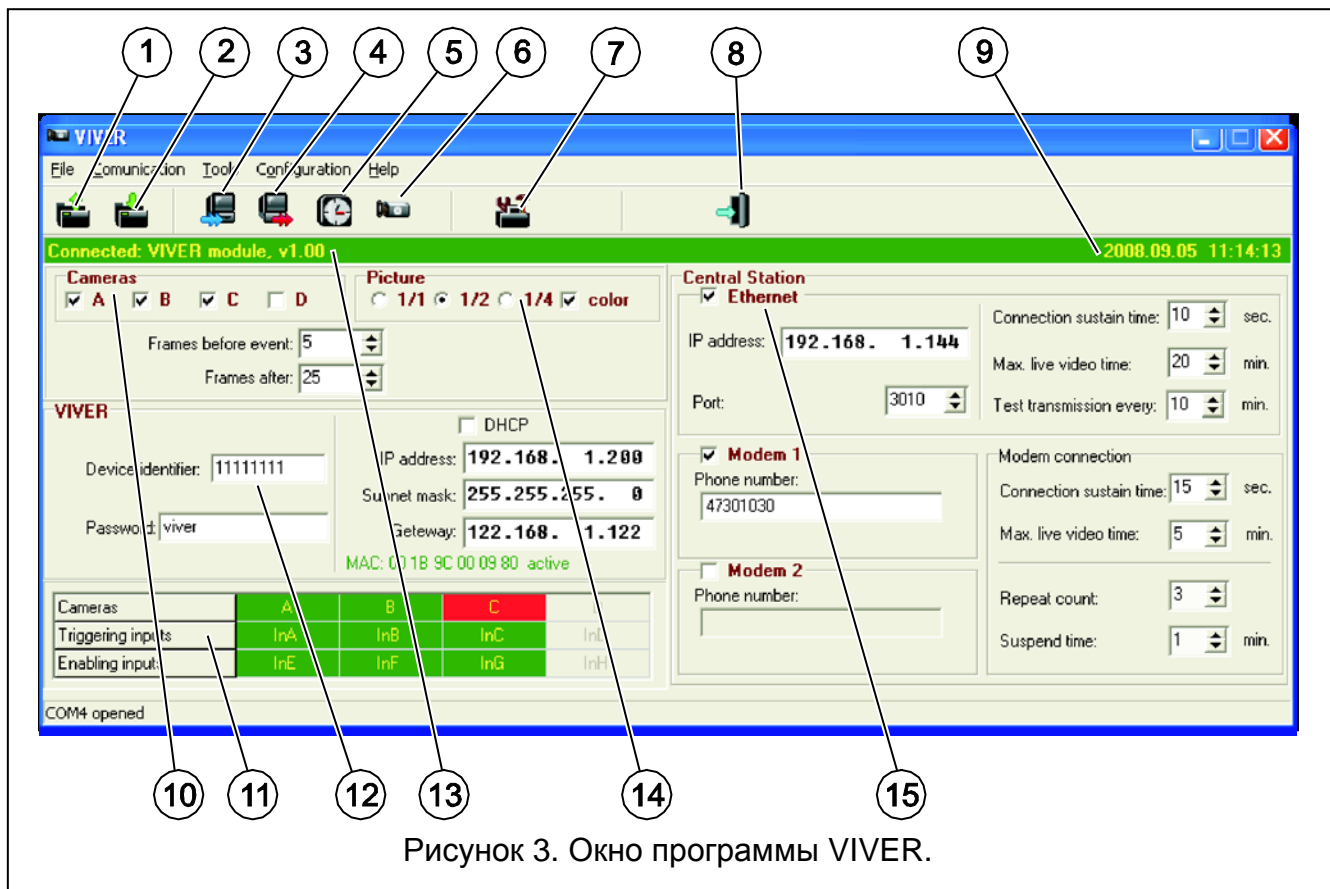 1 2 3 4 5 6 7 8 9
VIVER
File Comunication Tools Configuration Help
Connected: VIVER module, v1.00 2008.09.05 11:14:13
Cameras
A B C D
Picture
1/1 1/2 1/4 color
Frames before event: 5
Frames after: 25
Central Station
Ethernet
IP address: 192.168. 1.144
Port: 3010
Connection sustain time: 10 sec.
Max. live video time: 20 min.
Test transmission every: 10 min.
VIVER
Device identifier: 11111111
Password: viver
DHCP
IP address: 192.168. 1.200
Subnet mask: 255.255.255. 0
Geteway: 122.168. 1.122
MAC: 00 1B 9C 00 09 80 active
Modem 1
Phone number:
47301030
Modem 2
Phone number:
Modem connection
Connection sustain time: 15 sec.
Max. live video time: 5 min.
Repeat count: 3
Suspend time: 1 min.
Cameras A B C
Triggering inputs InA InB InC InD
Enabling inputs InE InF InG InH
COM4 opened
10 11 12 13 14 15
Рисунок 3. Окно программы VIVER.